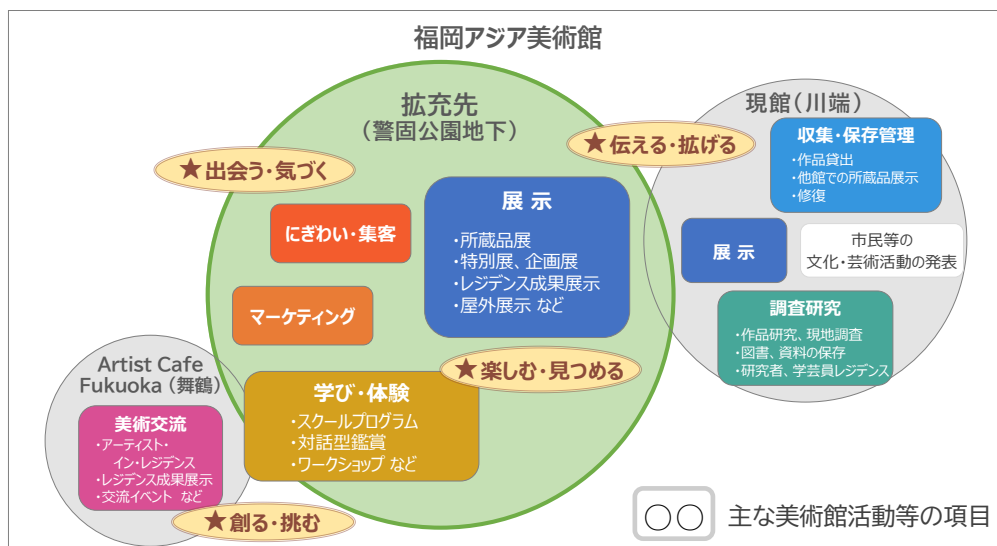 福岡アジア美術館
拡充先
（警固公園地下）
★出会う・気づく
にぎわい・集客
マーケティング
展 示
・所蔵品展
・特別展、企画展
・レジデンス成果展示
・屋外展示 など
★楽しむ・見つめる
学び・体験
・スクールプログラム
・対話型鑑賞
・ワークショップ など
★伝える・拡げる
現館（川端）
収集・保存管理
・作品貸出
・他館での所蔵品展示
・修復
展 示
市民等の
文化・芸術活動の発表
調査研究
・作品研究、現地調査
・図書、資料の保存
・研究者、学芸員レジデンス
Artist Cafe
Fukuoka（舞鶴）
美術交流
・アーティスト・
イン・レジデンス
・レジデンス成果展示
・交流イベント など
★創る・挑む
○○ 主な美術館活動等の項目